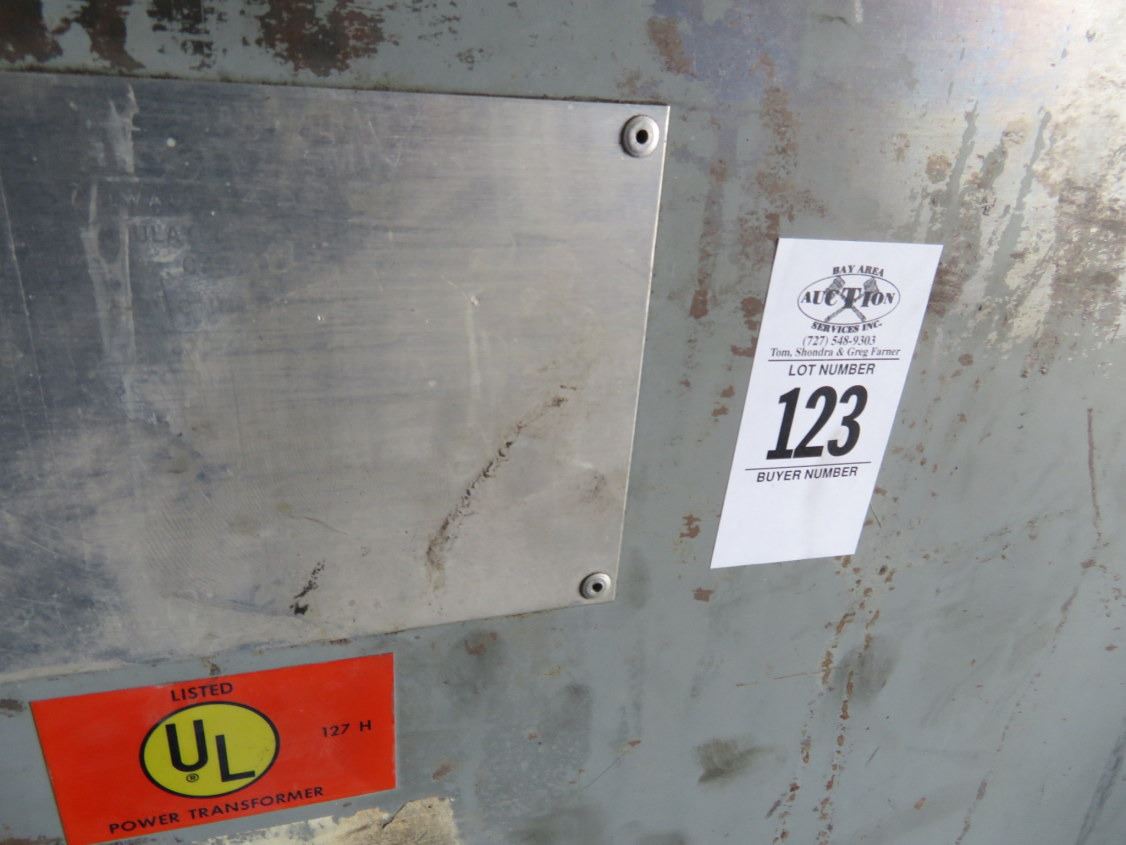 BAY AREA
AUCTION
SERVICES INC.
(727) 548-9303
Tom, Shondra & Greg Farner
LOT NUMBER
123
BUYER NUMBER
LISTED
UL
®
127 H
POWER TRANSFORMER